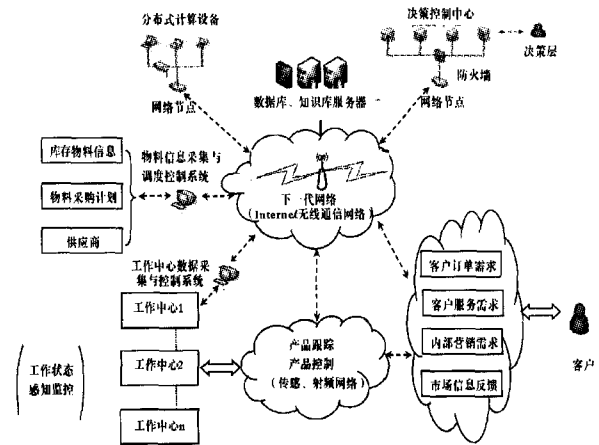 分布式计算设备
决策控制中心
决策层
防火墙
网络节点
网络节点
数据库、知识库服务器
库存物料信息
物料采购计划
供应商
物料信息采集与
调度控制系统
下一代网络
(Internet/无线通信网络)
工作中心数据采
集与控制系统
工作中心1
工作中心2
工作中心n
工作状态
感知监控
产品跟踪
产品控制
(传感、射频网络)
客户订单需求
客户服务需求
内部营销需求
市场信息反馈
客户